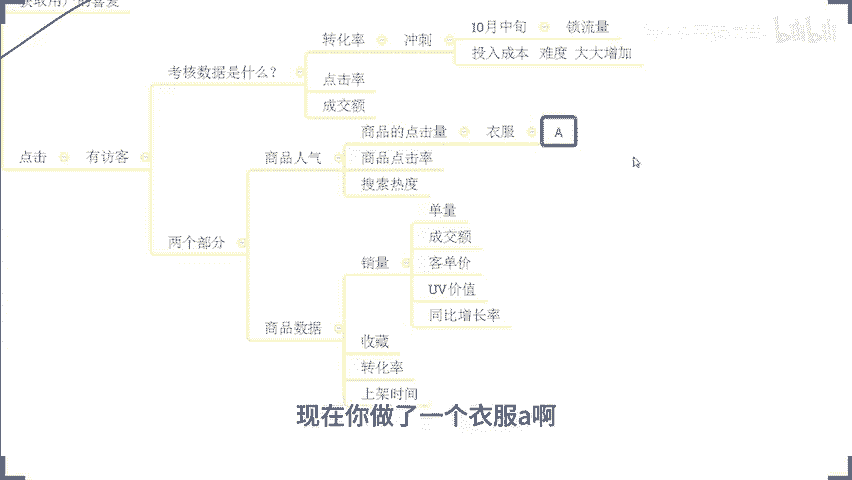 获取用户的喜爱
10月中旬
锁流量
转化率
冲刺
投入成本 难度 大大增加
考核数据是什么？
点击率
成交额
商品的点击量
衣服
A
点击
有访客
商品人气
商品点击率
搜索热度
单量
两个部分
成交额
销量
客单价
UV价值
商品数据
同比增长率
收藏
转化率
上架时间
现在你做了一个衣服a啊
bilibili